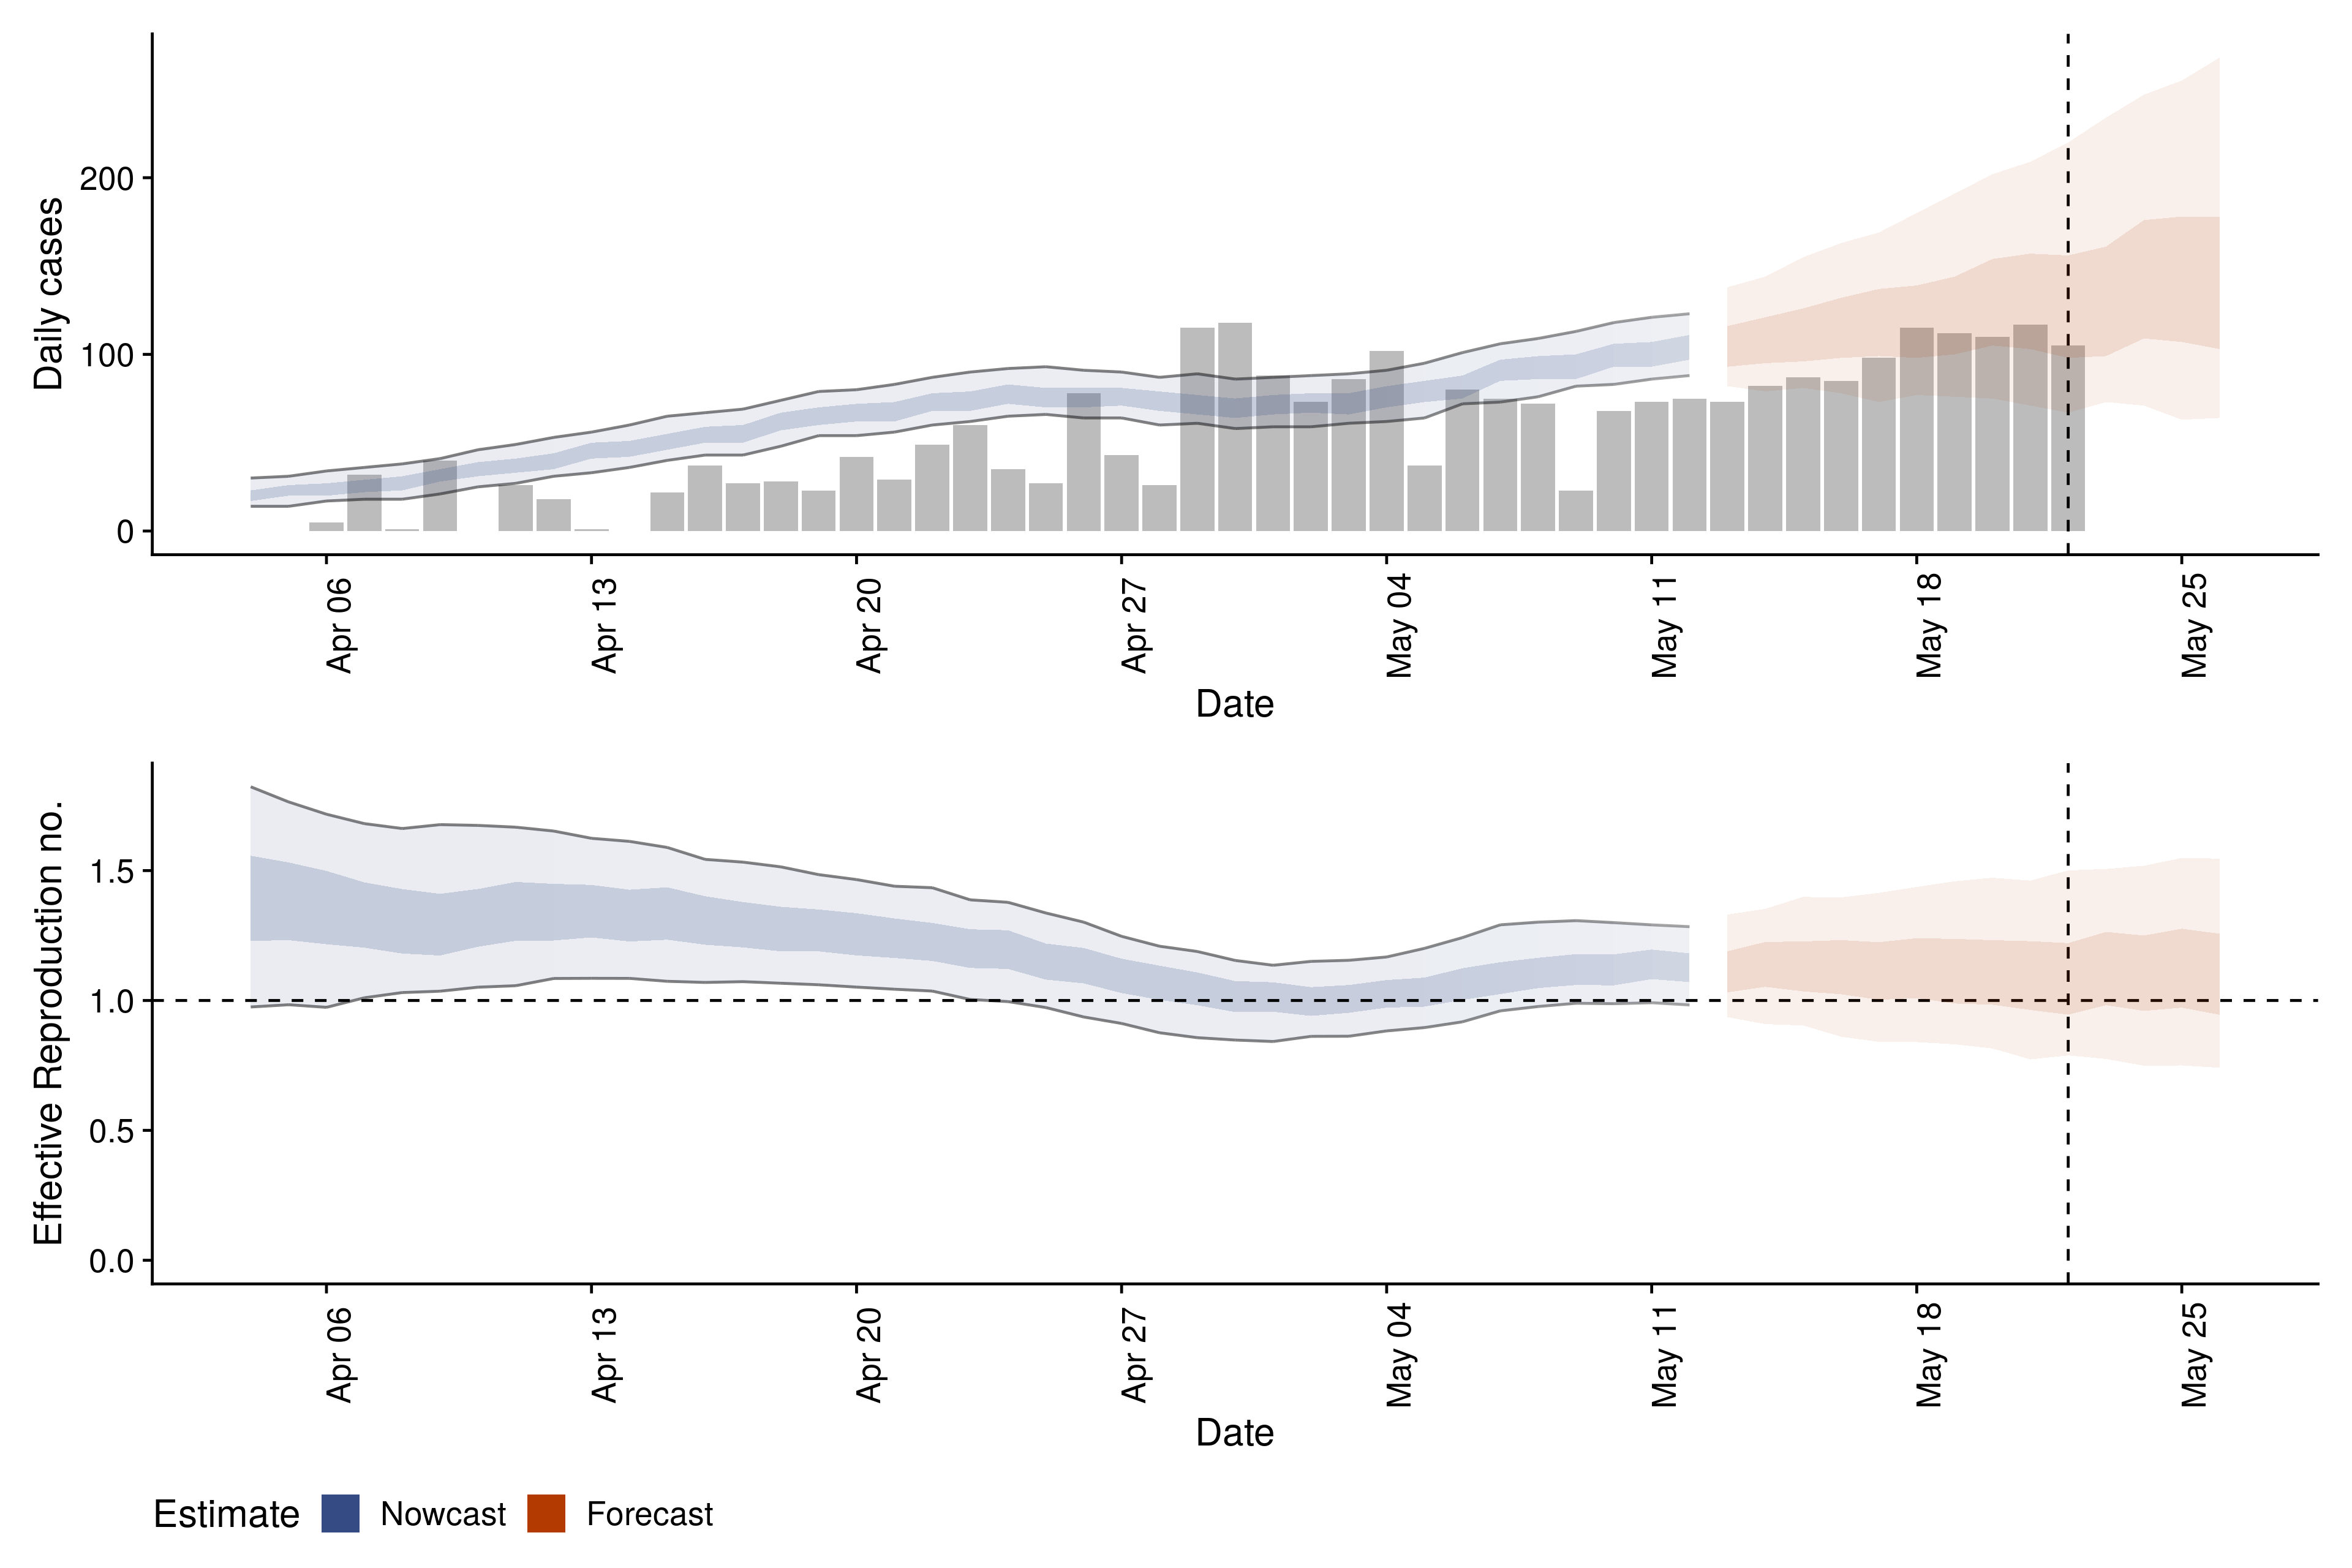 Daily cases
200
100
0
Apr 06
Apr 13
Apr 20
Apr 27
May 04
May 11
May 18
May 25
Date
Effective Reproduction no.
1.5
1.0
0.5
0.0
Apr 06
Apr 13
Apr 20
Apr 27
May 04
May 11
May 18
May 25
Date
Estimate Nowcast Forecast